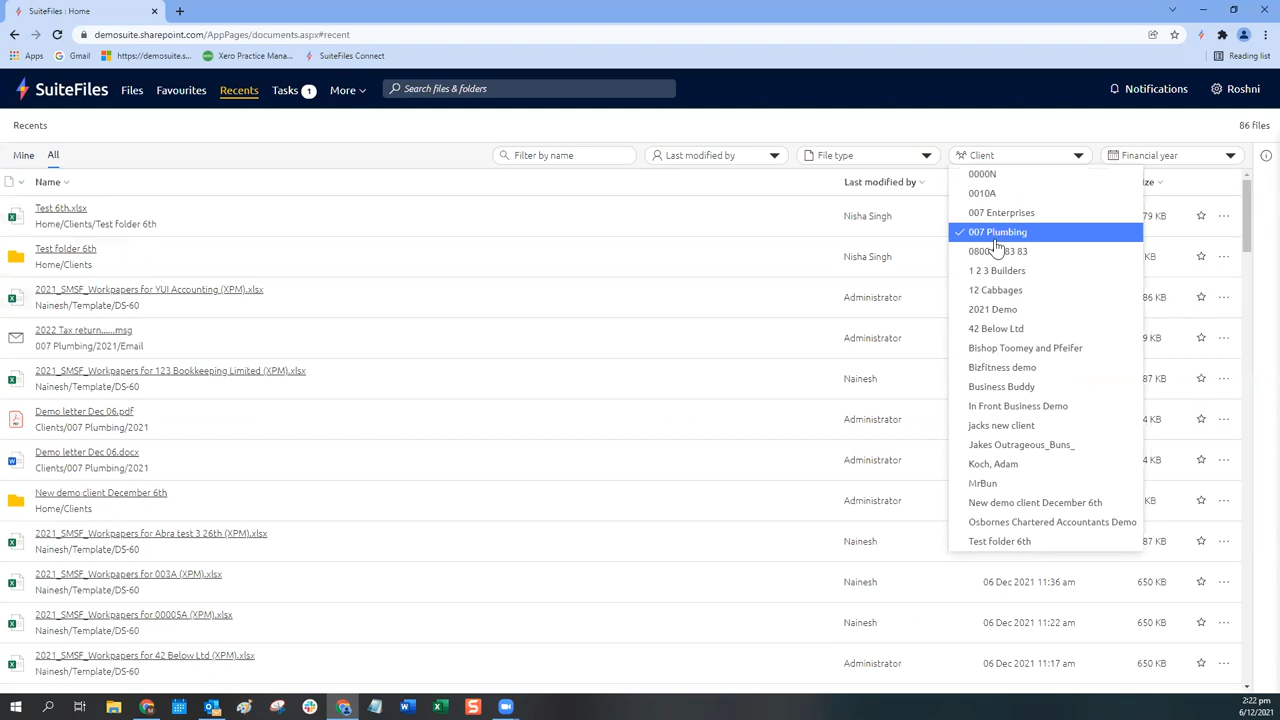 SuiteFiles : Home
demosuite.sharepoint.com/AppPages/documents.aspx#recent
Apps Gmail https://demosuite.s... Xero Practice Mana... SuiteFiles Connect Reading list
SuiteFiles Files Favourites Recents Tasks 1 More Search files & folders Notifications Roshni
Recents 86 files
Mine All Filter by name Last modified by File type Client Financial year
Name Last modified by
Test 6th.xlsx
Home/Clients/Test folder 6th
Nisha Singh
Test folder 6th
Home/Clients
Nisha Singh
2021_SMSF_Workpapers for YUI Accounting (XPM).xlsx
Nainesh/Template/DS-60
Administrator
2022 Tax return......msg
007 Plumbing/2021/Email
Administrator
2021_SMSF_Workpapers for 123 Bookkeeping Limited (XPM).xlsx
Nainesh/Template/DS-60
Nainesh
Demo letter Dec 06.pdf
Clients/007 Plumbing/2021
Administrator
Demo letter Dec 06.docx
Clients/007 Plumbing/2021
Administrator
New demo client December 6th
Home/Clients
Administrator
2021_SMSF_Workpapers for Abra test 3 26th (XPM).xlsx
Nainesh/Template/DS-60
Nainesh
2021_SMSF_Workpapers for 003A (XPM).xlsx
Nainesh/Template/DS-60
Nainesh 06 Dec 2021 11:36 am 650 KB
2021_SMSF_Workpapers for 00005A (XPM).xlsx
Nainesh/Template/DS-60
Nainesh 06 Dec 2021 11:22 am 650 KB
2021_SMSF_Workpapers for 42 Below Ltd (XPM).xlsx
Nainesh/Template/DS-60
Administrator 06 Dec 2021 11:17 am 650 KB
0000N
0010A
007 Enterprises
007 Plumbing
0800 83 83
1 2 3 Builders
12 Cabbages
2021 Demo
42 Below Ltd
Bishop Toomey and Pfeifer
Bizfitness demo
Business Buddy
In Front Business Demo
jacks new client
Jakes Outrageous_Buns_
Koch, Adam
MrBun
New demo client December 6th
Osbornes Chartered Accountants Demo
Test folder 6th
2:22 pm
6/12/2021